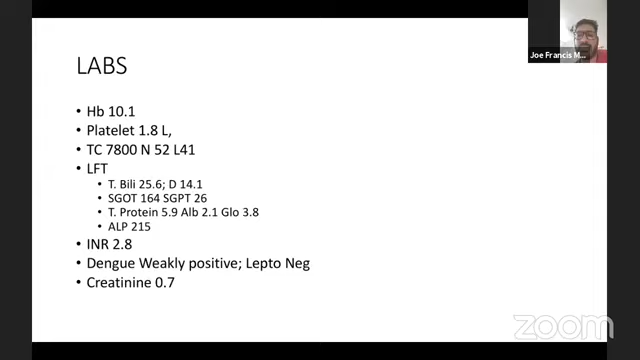 Joe Francis M...
LABS
• Hb 10.1
• Platelet 1.8 L,
• TC 7800 N 52 L41
• LFT
• T. Bili 25.6; D 14.1
• SGOT 164 SGPT 26
• T. Protein 5.9 Alb 2.1 Glo 3.8
• ALP 215
• INR 2.8
• Dengue Weakly positive; Lepto Neg
• Creatinine 0.7
zoom